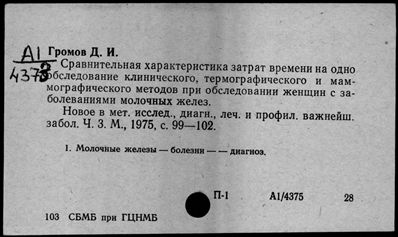 А1
4373
Громов Д. И.
Сравнительная характеристика затрат времени на одно
обследование клинического, термографического и мам-
мографического методов при обследовании женщин с за-
болеваниями молочных желез.
Новое в мет. исслед., диагн., леч. и профил. важнейш.
забол. Ч. 3. М., 1975, с. 99—102.
1. Молочные железы — болезни — — диагноз.
П-1 А1/4375 28
103 СБМБ при ГЦНМБ